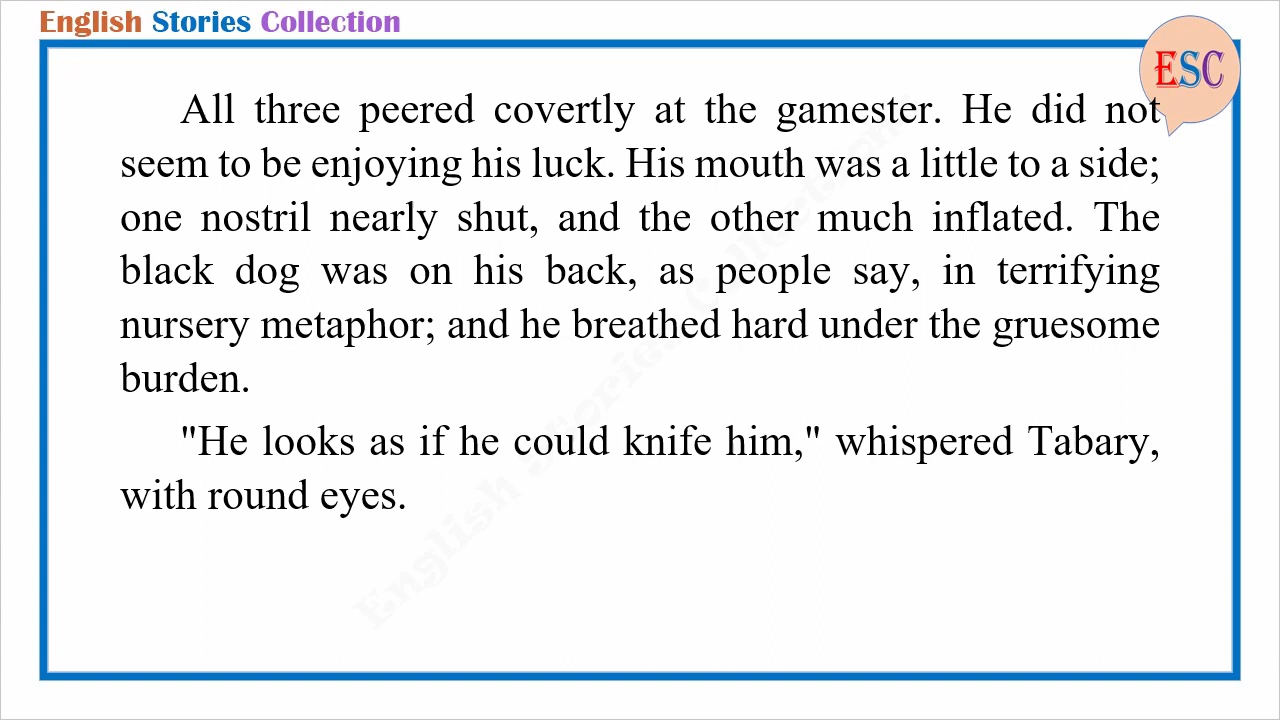 English Stories Collection
ESC
All three peered covertly at the gamester. He did not
seem to be enjoying his luck. His mouth was a little to a side;
one nostril nearly shut, and the other much inflated. The
black dog was on his back, as people say, in terrifying
nursery metaphor; and he breathed hard under the gruesome
burden.
"He looks as if he could knife him," whispered Tabary,
with round eyes.
English Stories Collection